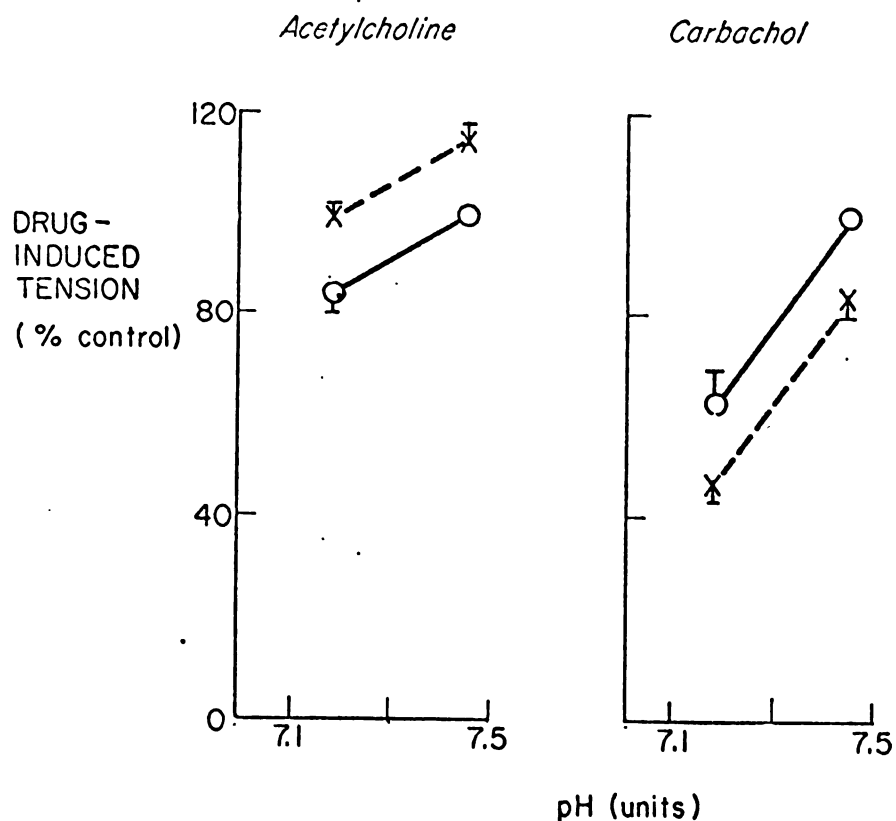 Acetylcholine
Carbachol
120
DRUG-
INDUCED
TENSION
(% control)
80
40
0
7.1
7.5
7.1
7.5
pH (units)